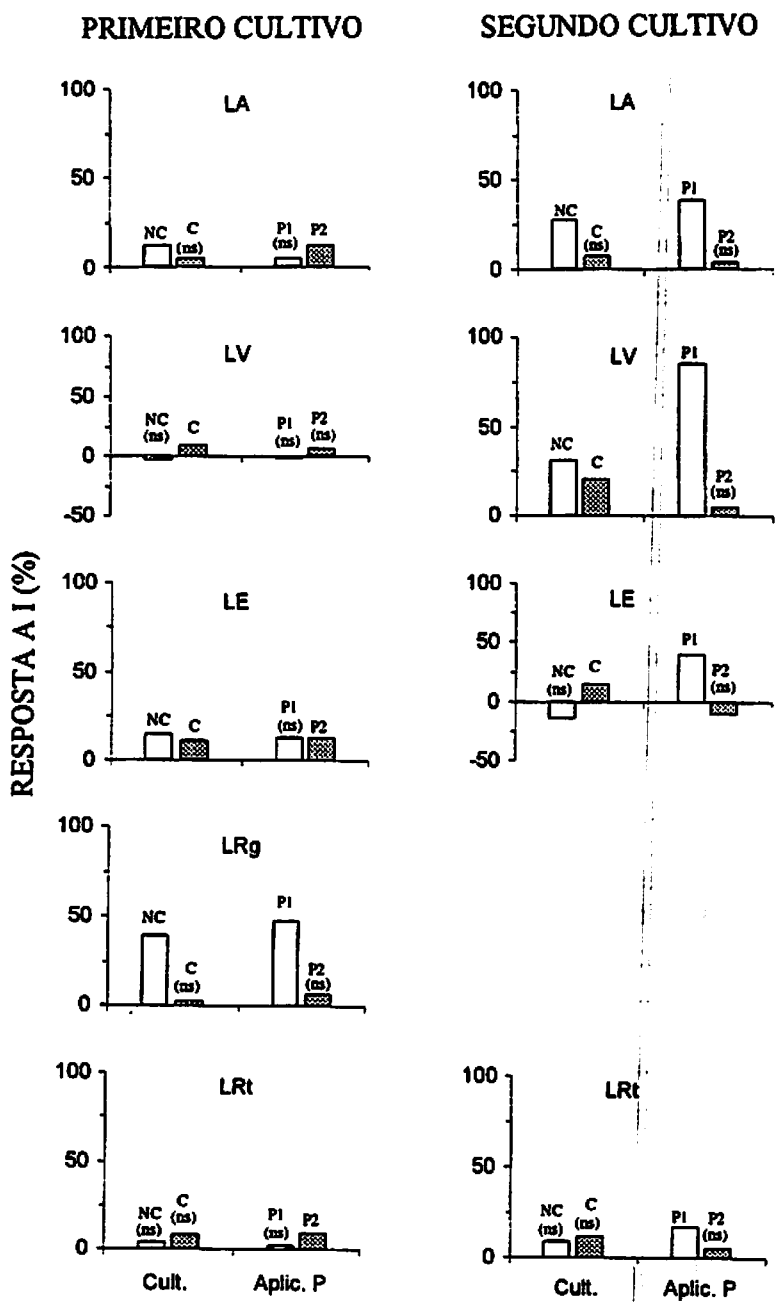 PRIMEIRO CULTIVO
SEGUNDO CULTIVO
RESPOSTA A I (%)
100
LA
50
NC
C
(ns)
P1
(ns)
P2
0
100
LA
50
NC
C
(ns)
P1
P2
(ns)
0
100
LV
50
NC
(ns)
C
P1
(ns)
P2
(ns)
0
-50
100
LV
P1
50
NC
C
P2
(ns)
0
100
LE
50
NC
C
P1
(ns)
P2
0
100
LE
50
NC
(ns)
C
P1
P2
(ns)
0
-50
100
LRg
50
NC
C
(ns)
P1
P2
(ns)
0
100
LRt
50
NC
(ns)
C
(ns)
P1
(ns)
P2
0
Cult.
Aplic. P
100
LRt
50
NC
(ns)
C
(ns)
P1
P2
(ns)
0
Cult.
Aplic. P